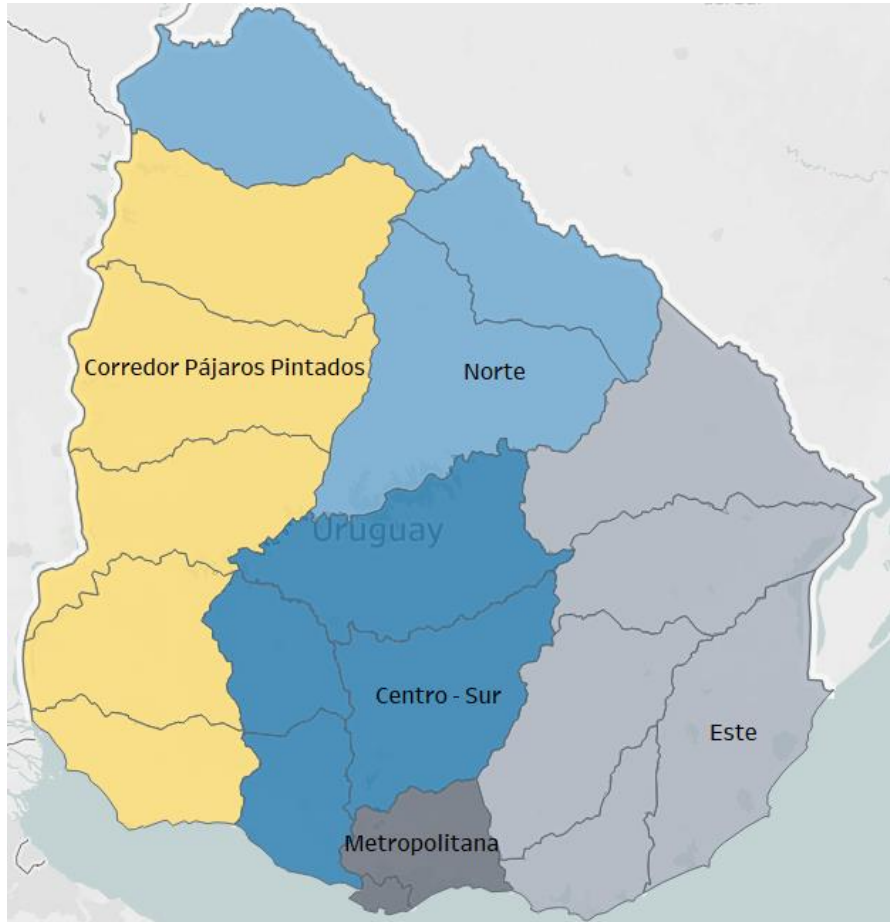 Corredor Pájaros Pintados
Norte
Uruguay
Centro - Sur
Este
Metropolitana